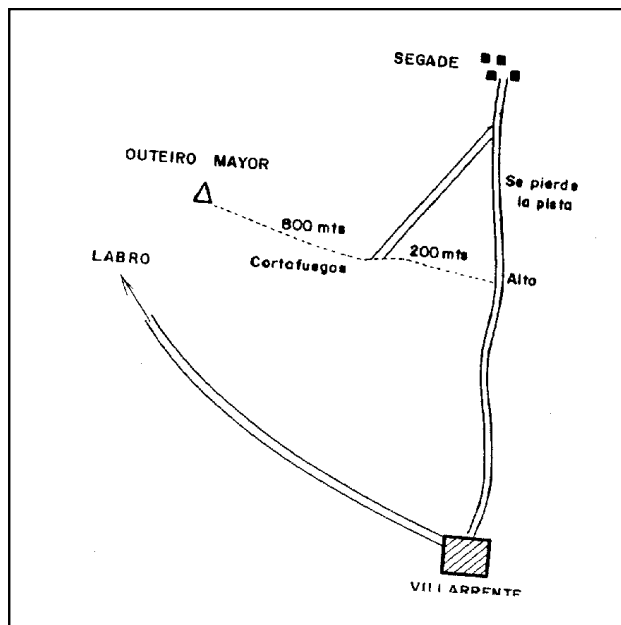 SEGADE
OUTEIRO MAYOR
Se pierde
la pista
800 mts
200 mts
Cortafuegos
LABRO
Alto
VILLARRENTE